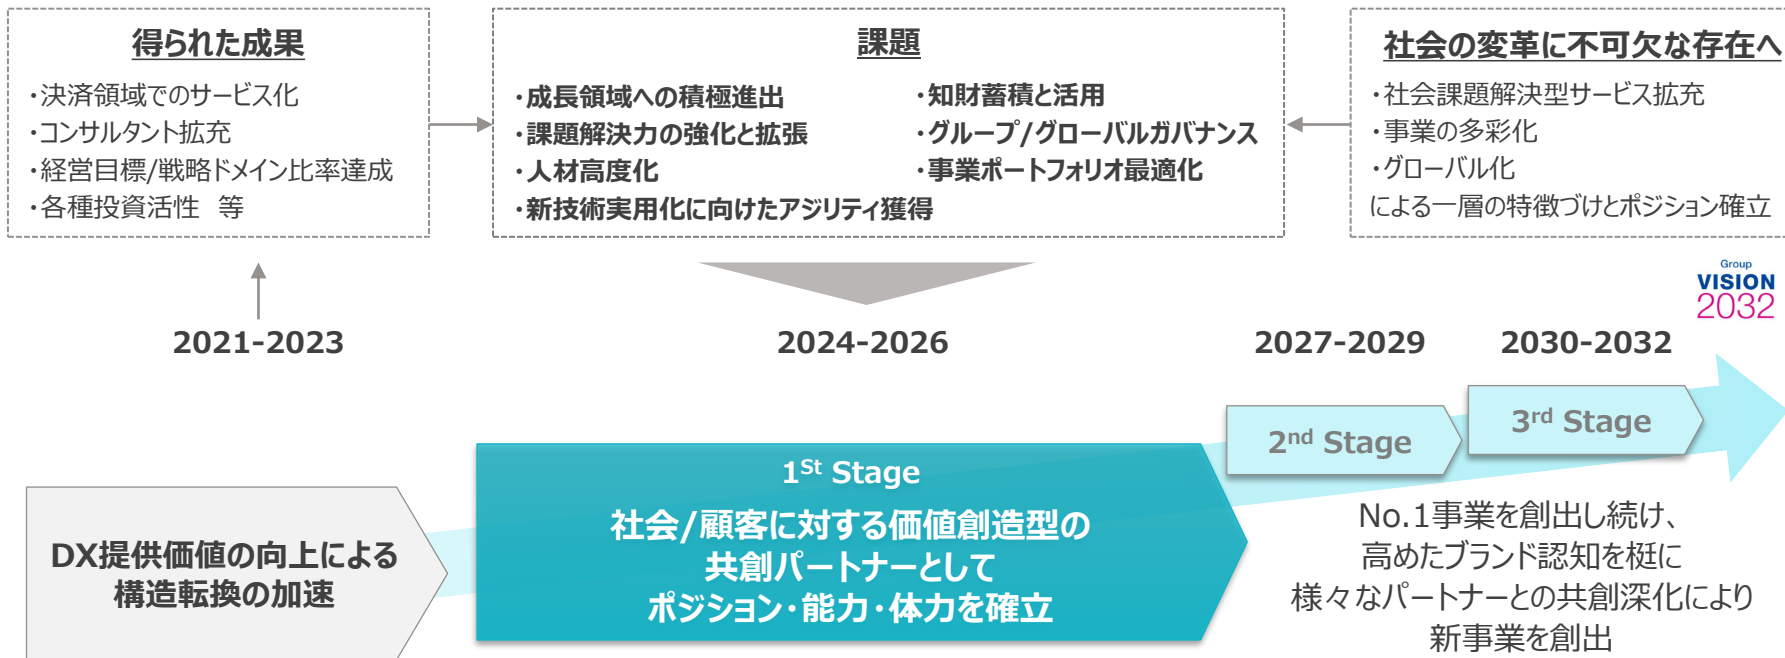 得られた成果
・決済領域でのサービス化
・コンサルタント拡充
・経営目標/戦略ドメイン比率達成
・各種投資活性 等
課題
・成長領域への積極進出
・課題解決力の強化と拡張
・人材高度化
・新技術実用化に向けたアジリティ獲得
・知財蓄積と活用
・グループ/グローバルガバナンス
・事業ポートフォリオ最適化
社会の変革に不可欠な存在へ
・社会課題解決型サービス拡充
・事業の多彩化
・グローバル化
による一層の特徴づけとポジション確立
Group
VISION
2032
2021-2023
2024-2026
2027-2029
2030-2032
DX提供価値の向上による
構造転換の加速
1St Stage
社会/顧客に対する価値創造型の
共創パートナーとして
ポジション・能力・体力を確立
2nd Stage
3rd Stage
No.1事業を創出し続け、
高めたブランド認知を梃に
様々なパートナーとの共創深化により
新事業を創出